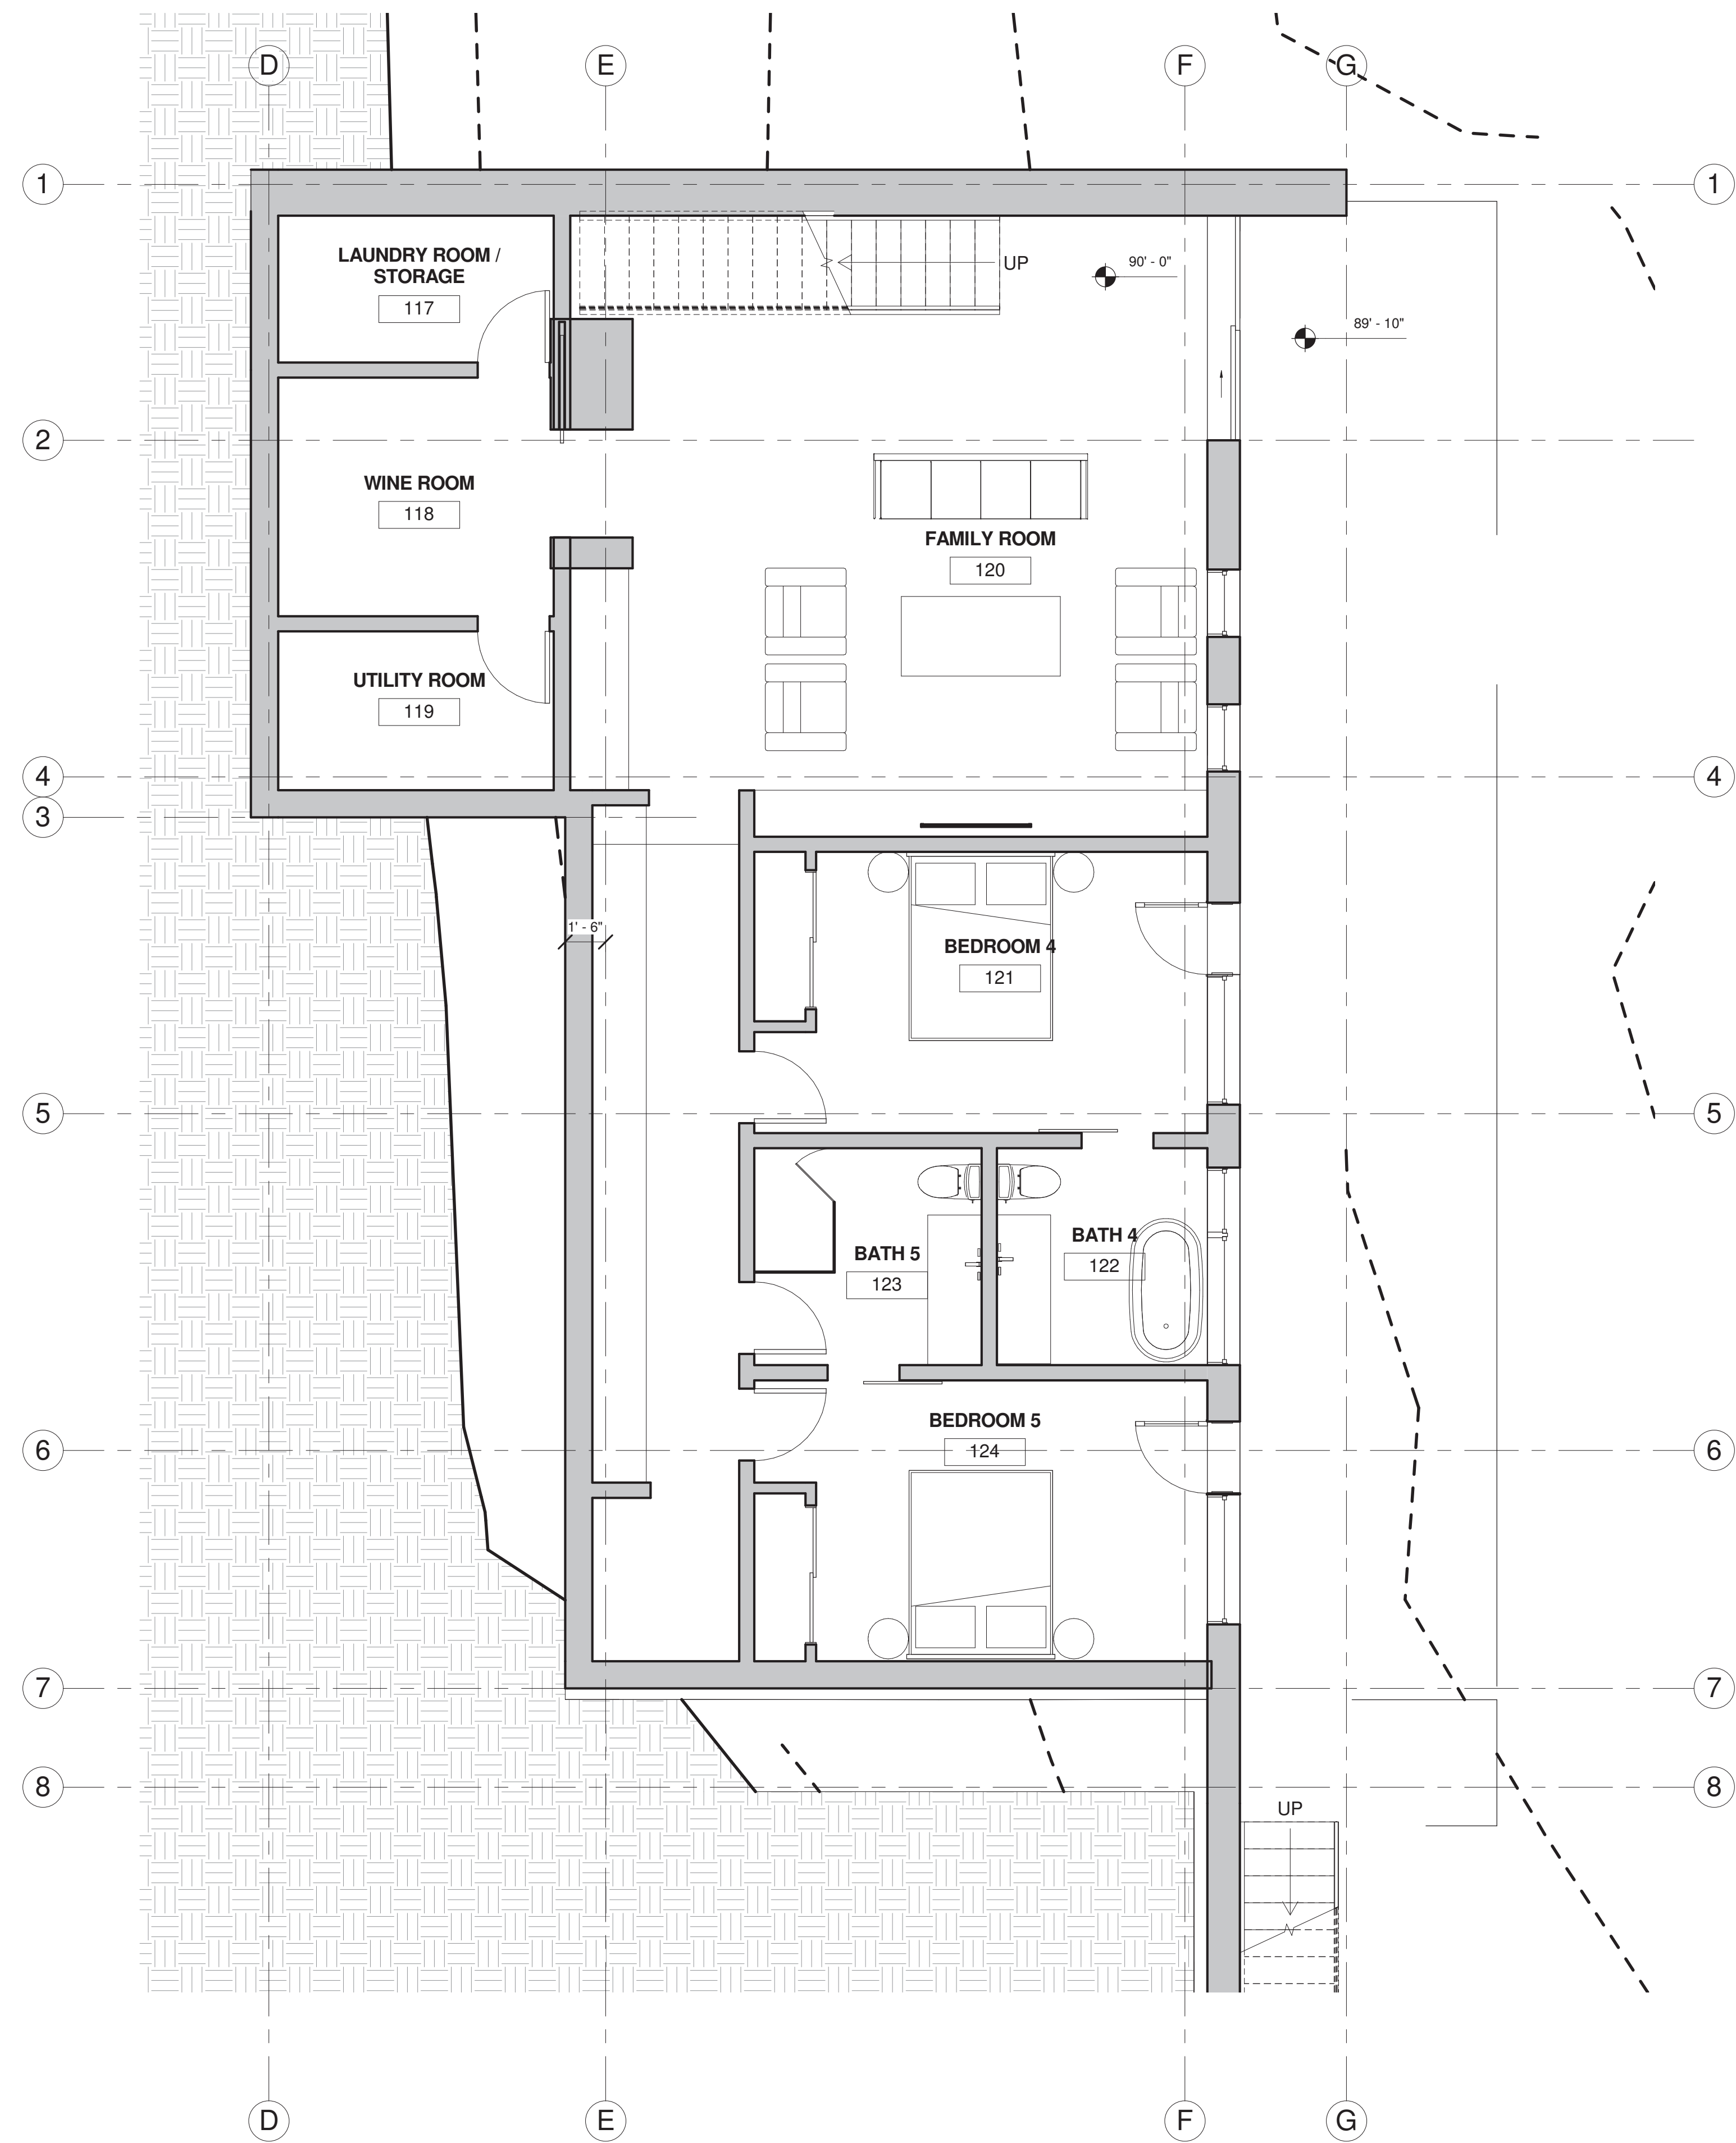 D
E
F
G
1
1
LAUNDRY ROOM /
STORAGE
117
UP
90' - 0"
89' - 10"
2
WINE ROOM
118
FAMILY ROOM
120
UTILITY ROOM
119
4
4
3
1' - 6"
BEDROOM 4
121
5
5
BATH 5
123
BATH 4
122
BEDROOM 5
124
6
6
7
7
8
8
UP
D
E
F
G